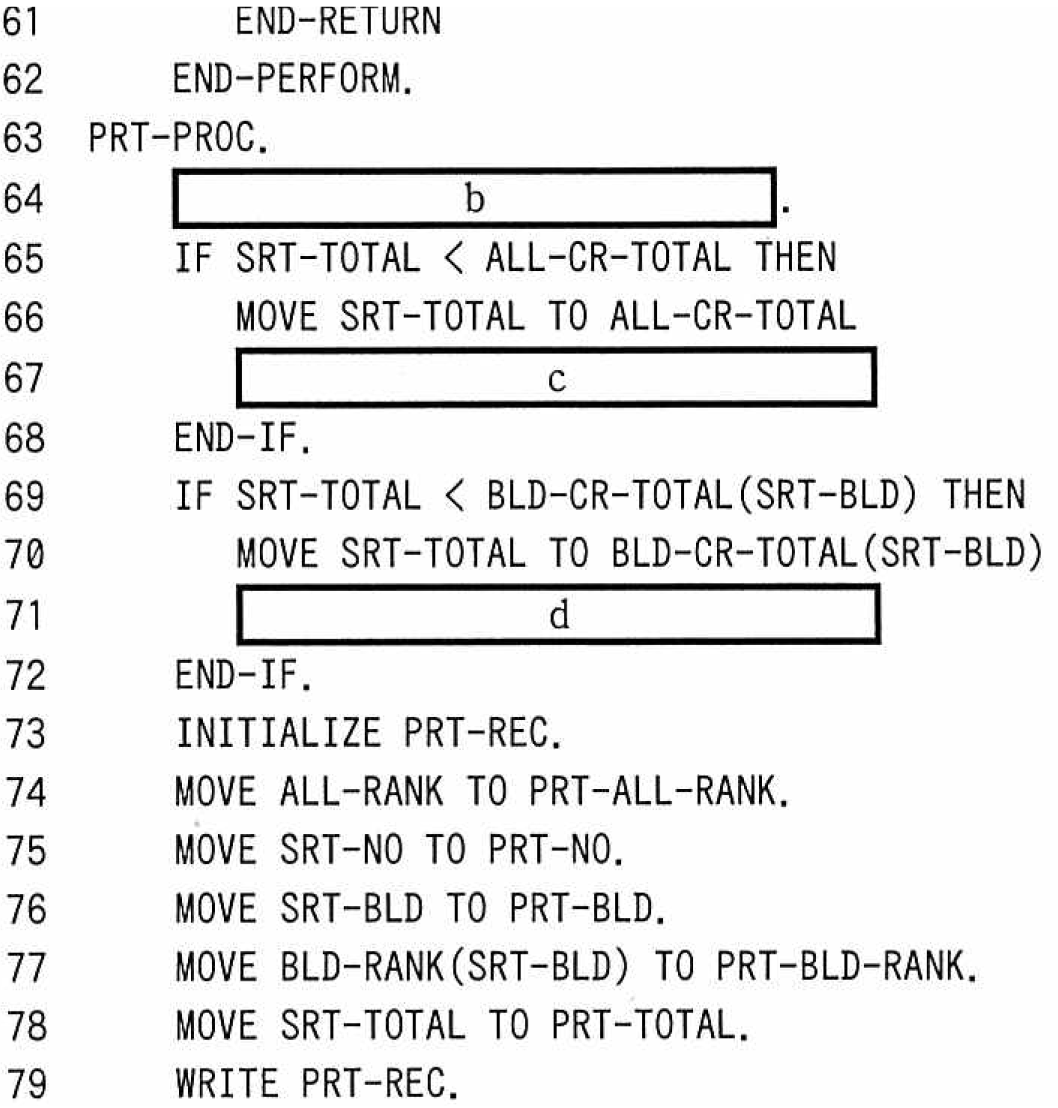 61 END-RETURN
62 END-PERFORM.
63 PRT-PROC.
64 b .
65 IF SRT-TOTAL < ALL-CR-TOTAL THEN
66 MOVE SRT-TOTAL TO ALL-CR-TOTAL
67 c
68 END-IF.
69 IF SRT-TOTAL < BLD-CR-TOTAL(SRT-BLD) THEN
70 MOVE SRT-TOTAL TO BLD-CR-TOTAL(SRT-BLD)
71 d
72 END-IF.
73 INITIALIZE PRT-REC.
74 MOVE ALL-RANK TO PRT-ALL-RANK.
75 MOVE SRT-NO TO PRT-NO.
76 MOVE SRT-BLD TO PRT-BLD.
77 MOVE BLD-RANK(SRT-BLD) TO PRT-BLD-RANK.
78 MOVE SRT-TOTAL TO PRT-TOTAL.
79 WRITE PRT-REC.